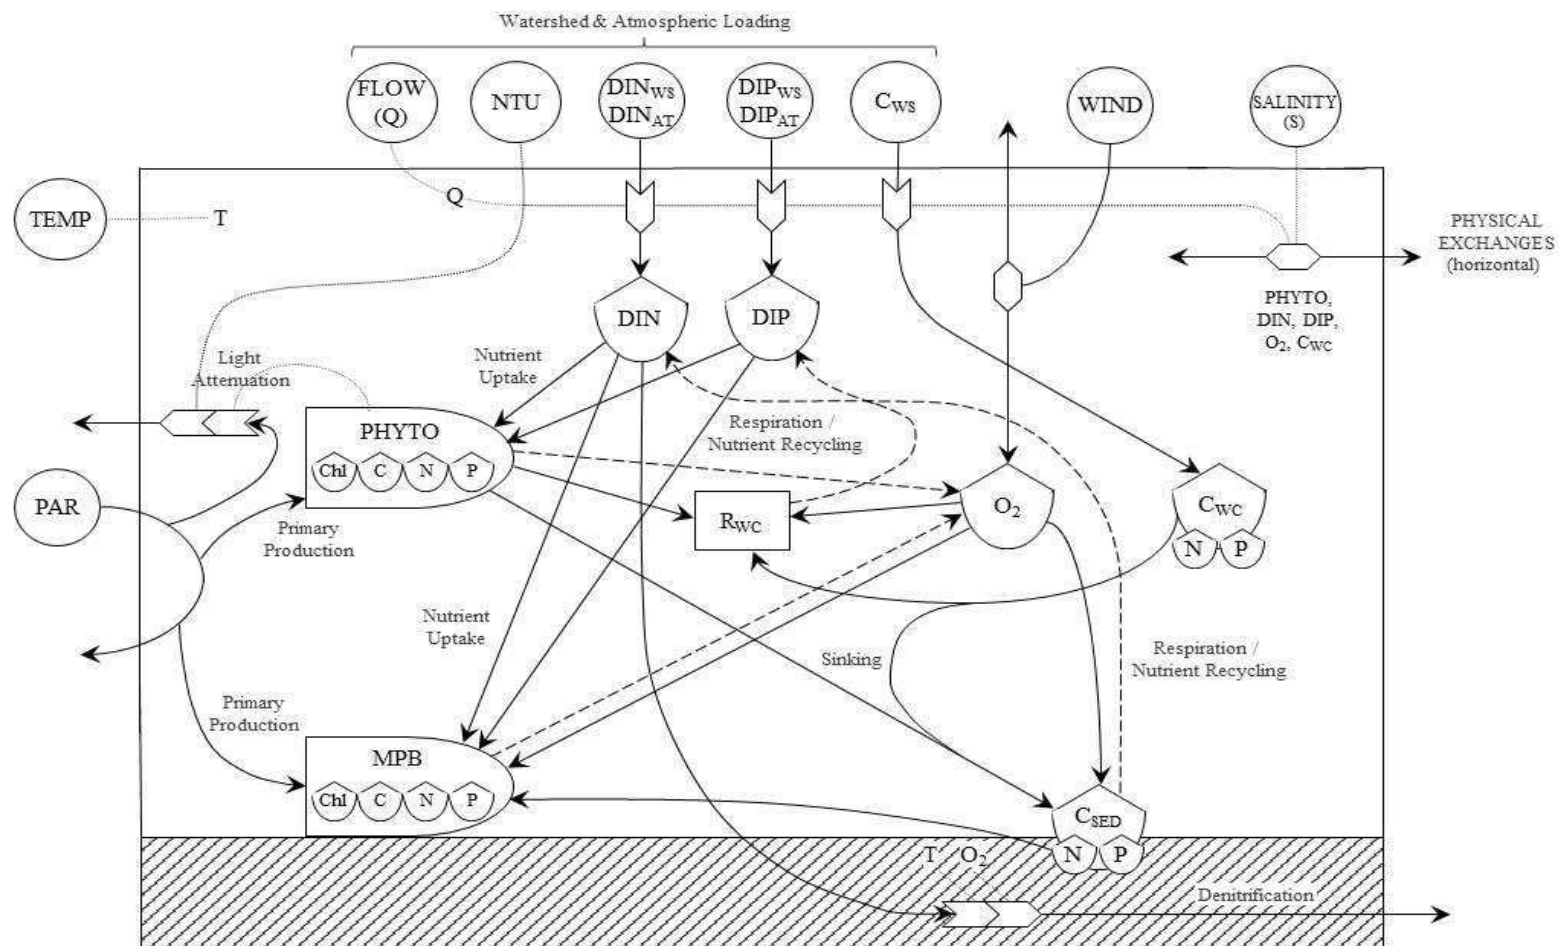 Watershed & Atmospheric Loading
FLOW
(Q)
NTU
DINWS
DINAT
DIPWS
DIPAT
CWS
WIND
SALINITY
(S)
TEMP
T
Q
PHYSICAL
EXCHANGES
(horizontal)
PHYTO,
DIN, DIP,
O2, CWC
DIN
DIP
Light
Attenuation
Nutrient
Uptake
PHYTO
Chl
C
N
P
Respiration /
Nutrient Recycling
PAR
Primary
Production
RWC
O2
CWC
N
P
Nutrient
Uptake
Sinking
Respiration /
Nutrient Recycling
Primary
Production
MPB
Chl
C
N
P
CSED
N
P
T
O2
Denitrification